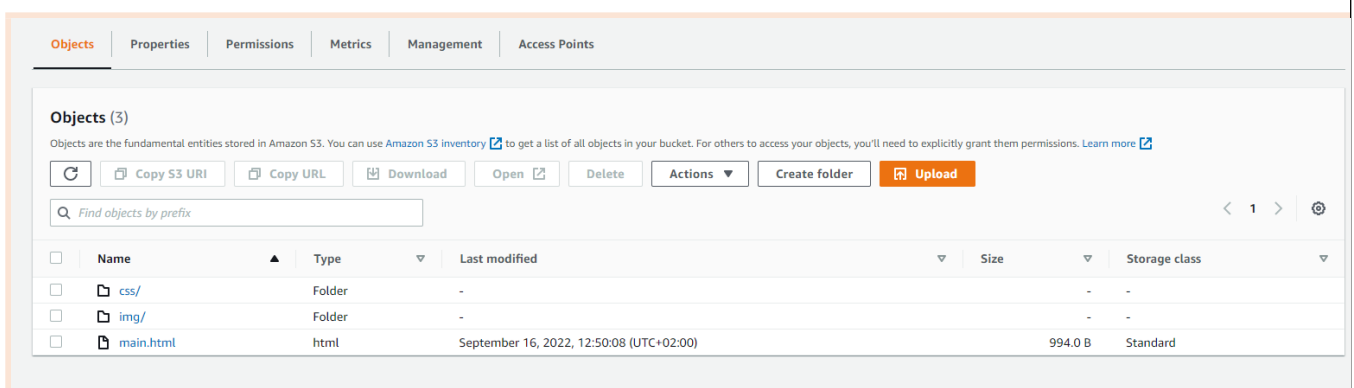 Objects Properties Permissions Metrics Management Access Points
Objects (3)
Objects are the fundamental entities stored in Amazon S3. You can use Amazon S3 inventory to get a list of all objects in your bucket. For others to access your objects, you'll need to explicitly grant them permissions. Learn more
Copy S3 URI Copy URL Download Open Delete Actions Create folder Upload
Find objects by prefix 1
Name Type Last modified Size Storage class
css/ Folder - - -
img/ Folder - - -
main.html html September 16, 2022, 12:50:08 (UTC+02:00) 994.0 B Standard